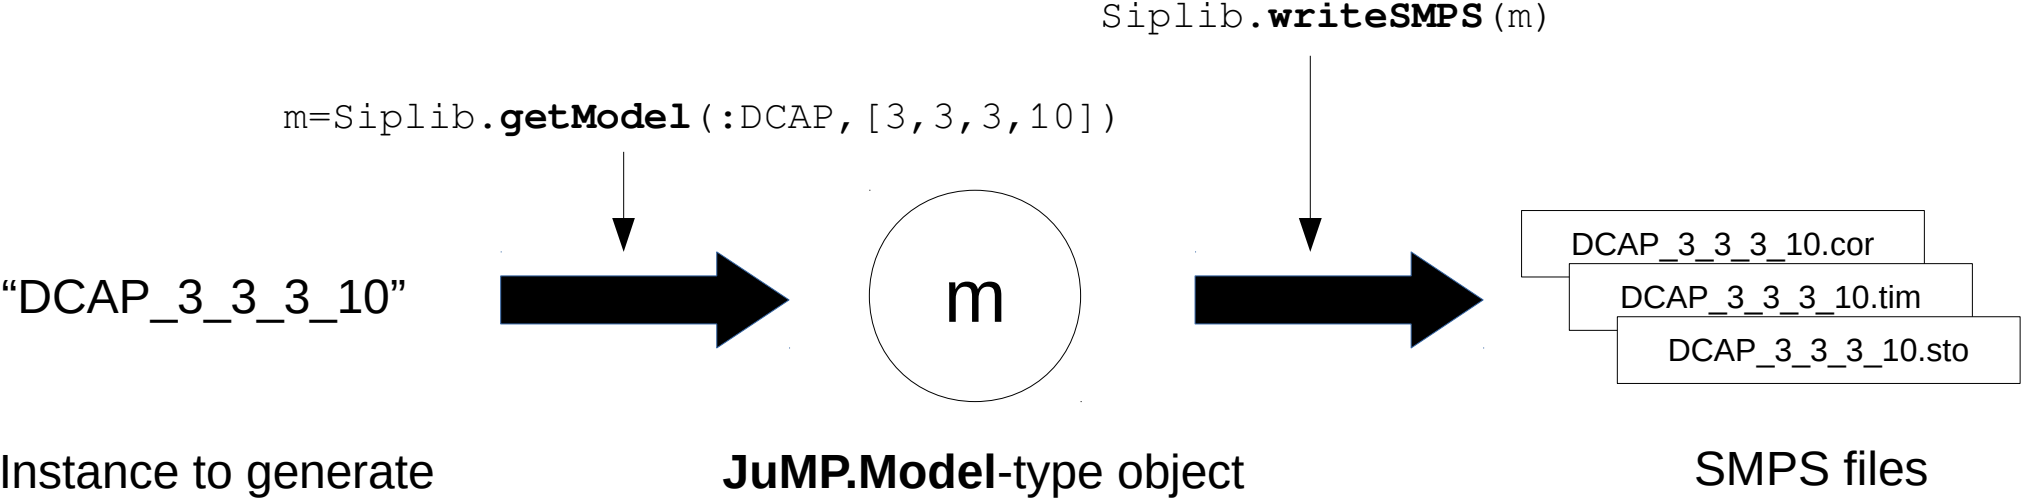 Siplib.writeSMPS(m)
m=Siplib.getModel(:DCAP,[3,3,3,10])
“DCAP_3_3_3_10”
m
DCAP_3_3_3_10.cor
DCAP_3_3_3_10.tim
DCAP_3_3_3_10.sto
Instance to generate
JuMP.Model-type object
SMPS files